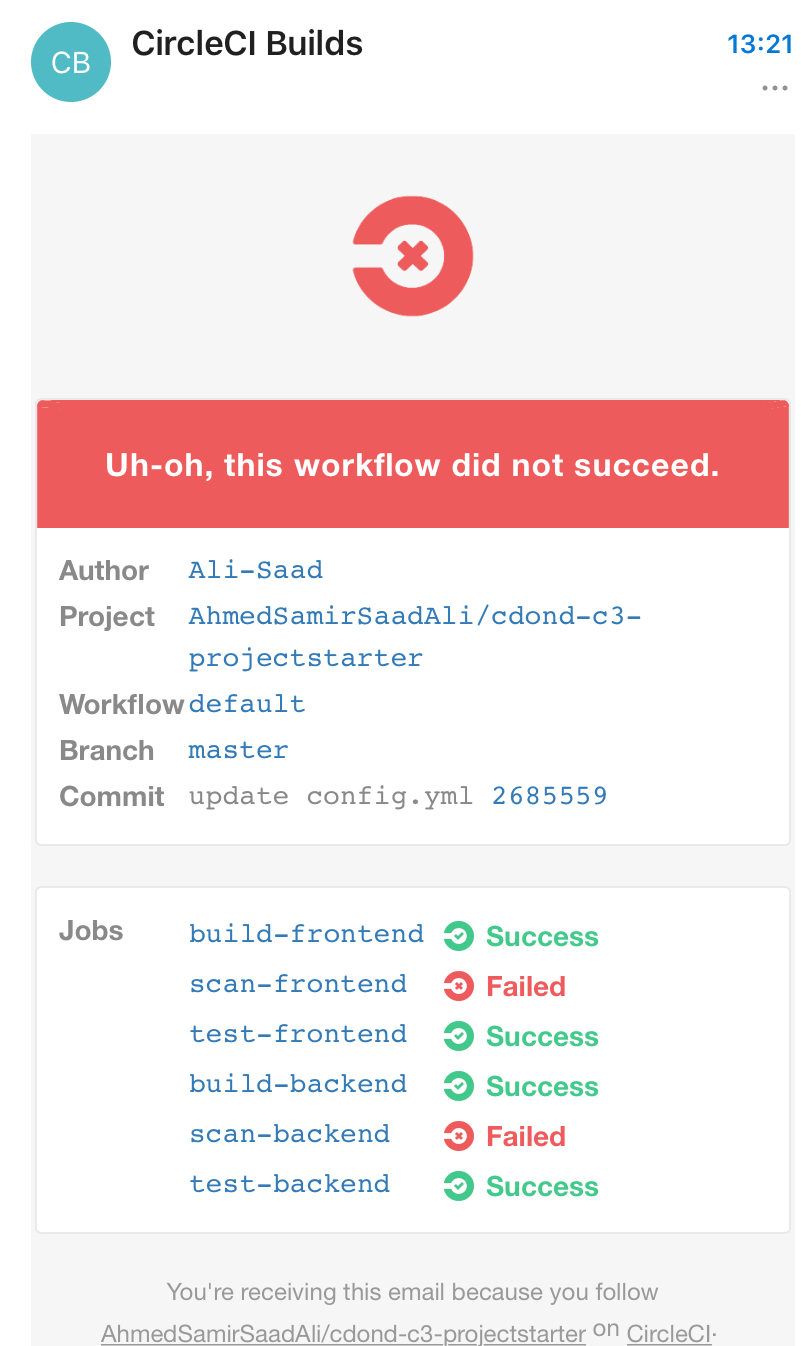 CB
CircleCI Builds
13:21
Uh-oh, this workflow did not succeed.
Author Ali-Saad
Project AhmedSamirSaadAli/cdond-c3-
projectstarter
Workflow default
Branch master
Commit update config.yml 2685559
Jobs build-frontend Success
scan-frontend Failed
test-frontend Success
build-backend Success
scan-backend Failed
test-backend Success
You're receiving this email because you follow
AhmedSamirSaadAli/cdond-c3-projectstarter on CircleCI.